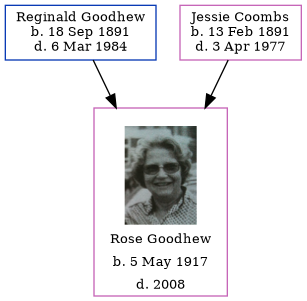 Reginald Goodhew
b. 18 Sep 1891
d. 6 Mar 1984
Jessie Coombs
b. 13 Feb 1891
d. 3 Apr 1977
Rose Goodhew
b. 5 May 1917
d. 2008